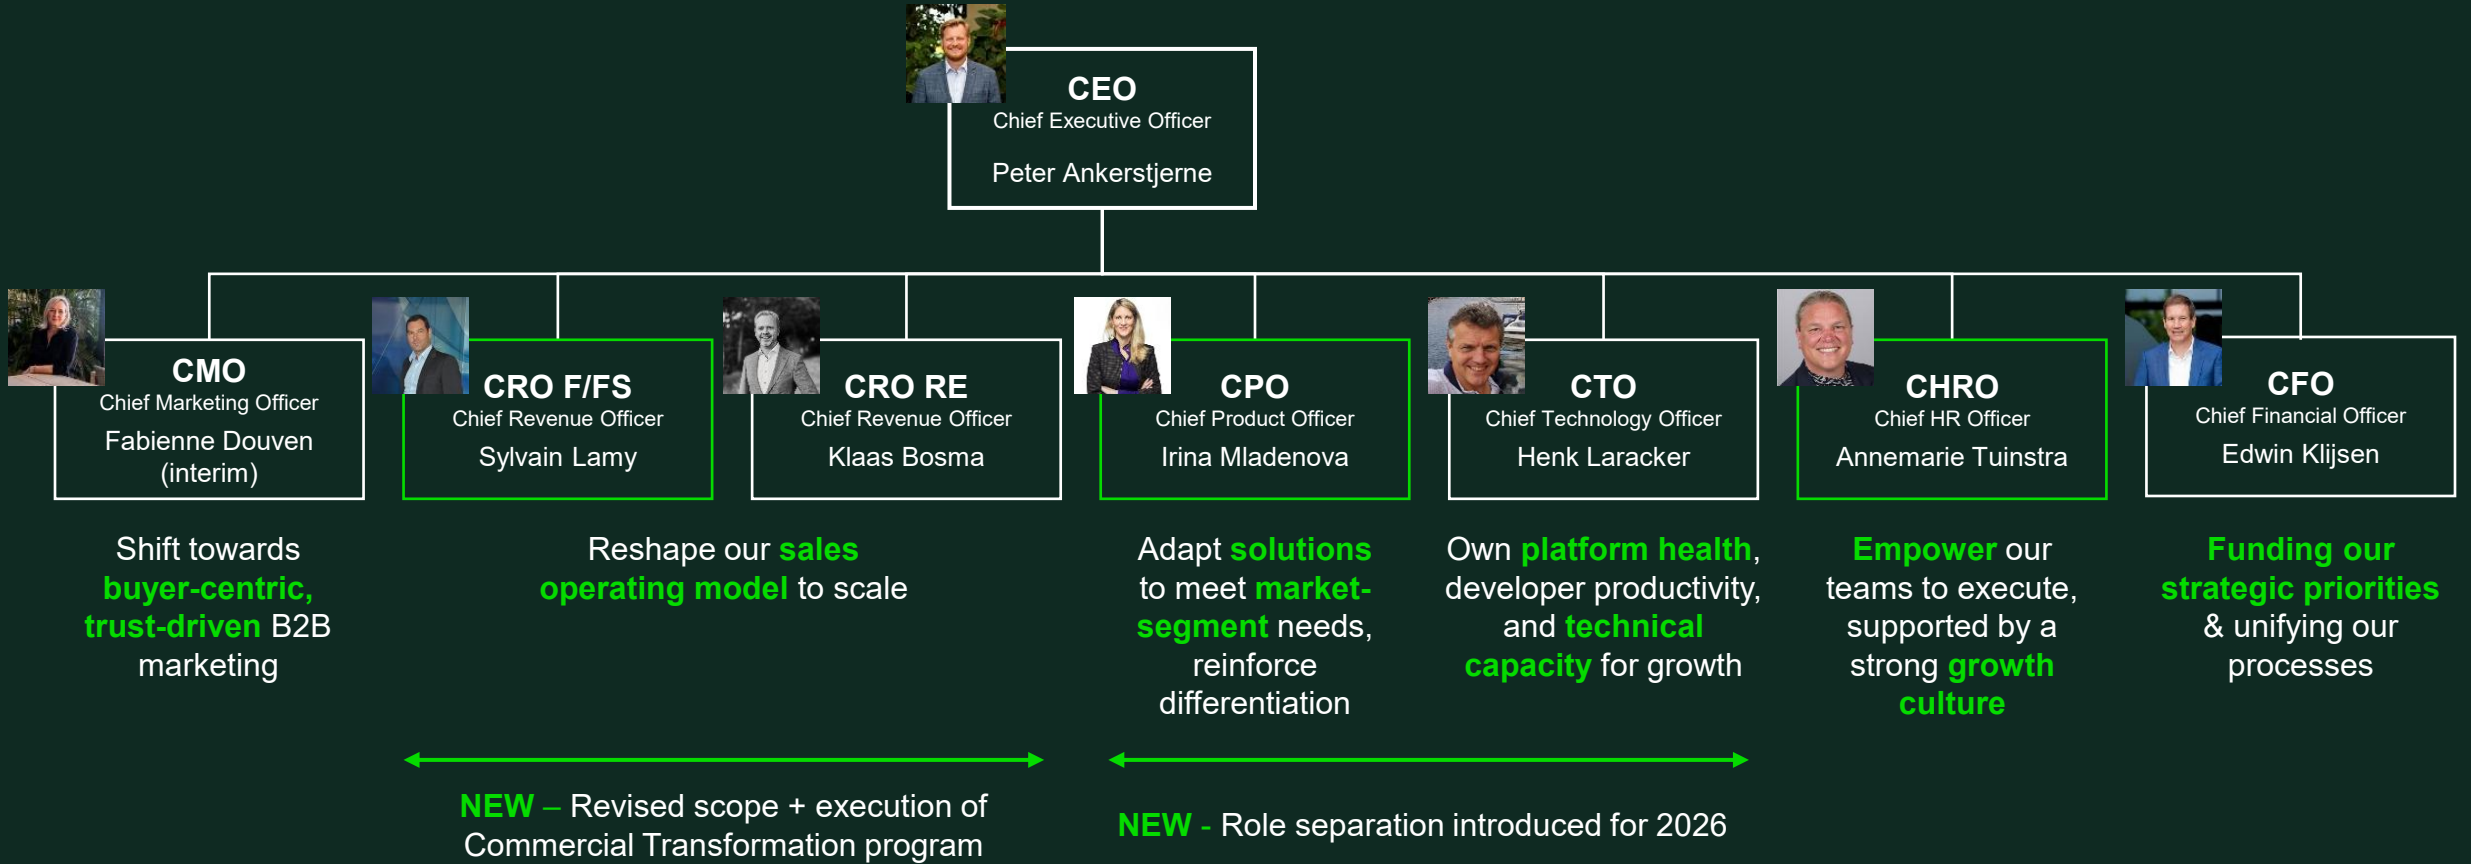 CEO
Chief Executive Officer
Peter Ankerstjerne
CMO
Chief Marketing Officer
Fabienne Douven
(interim)
CRO F/FS
Chief Revenue Officer
Sylvain Lamy
CRO RE
Chief Revenue Officer
Klaas Bosma
CPO
Chief Product Officer
Irina Mladenova
CTO
Chief Technology Officer
Henk Laracker
CHRO
Chief HR Officer
Annemarie Tuinstra
CFO
Chief Financial Officer
Edwin Klijsen
Shift towards
buyer-centric,
trust-driven B2B
marketing
Reshape our sales
operating model to scale
Adapt solutions
to meet market-
segment needs,
reinforce
differentiation
Own platform health,
developer productivity,
and technical
capacity for growth
Empower our
teams to execute,
supported by a
strong growth
culture
Funding our
strategic priorities
& unifying our
processes
NEW – Revised scope + execution of
Commercial Transformation program
NEW - Role separation introduced for 2026